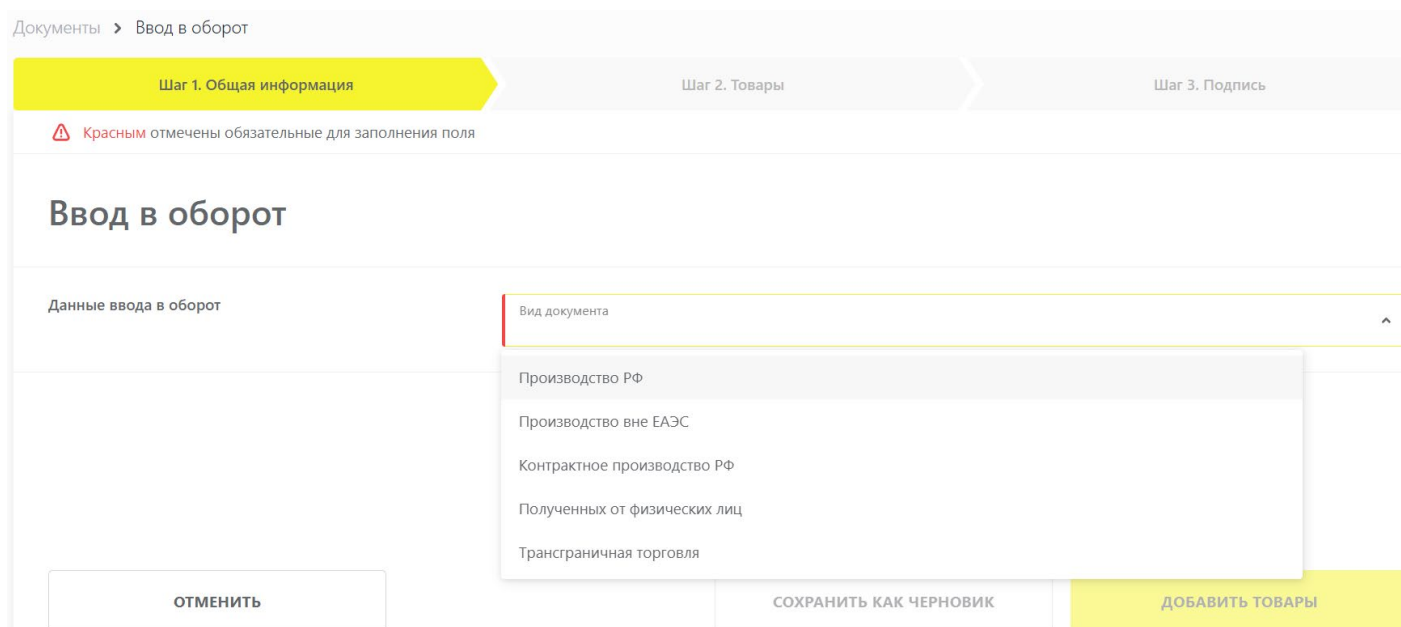 Документы > Ввод в оборот
Шаг 1. Общая информация
Шаг 2. Товары
Шаг 3. Подпись
Красным отмечены обязательные для заполнения поля
Ввод в оборот
Данные ввода в оборот
Вид документа
Производство РФ
Производство вне ЕАЭС
Контрактное производство РФ
Полученных от физических лиц
Трансграничная торговля
ОТМЕНИТЬ
СОХРАНИТЬ КАК ЧЕРНОВИК
ДОБАВИТЬ ТОВАРЫ